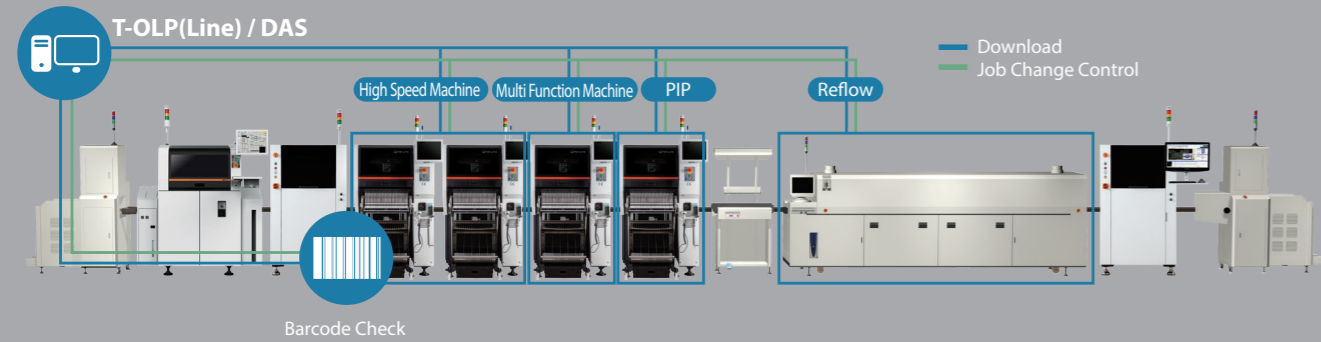 T-OLP(Line) / DAS
Download
Job Change Control
High Speed Machine
Multi Function Machine
PIP
Reflow
Barcode Check